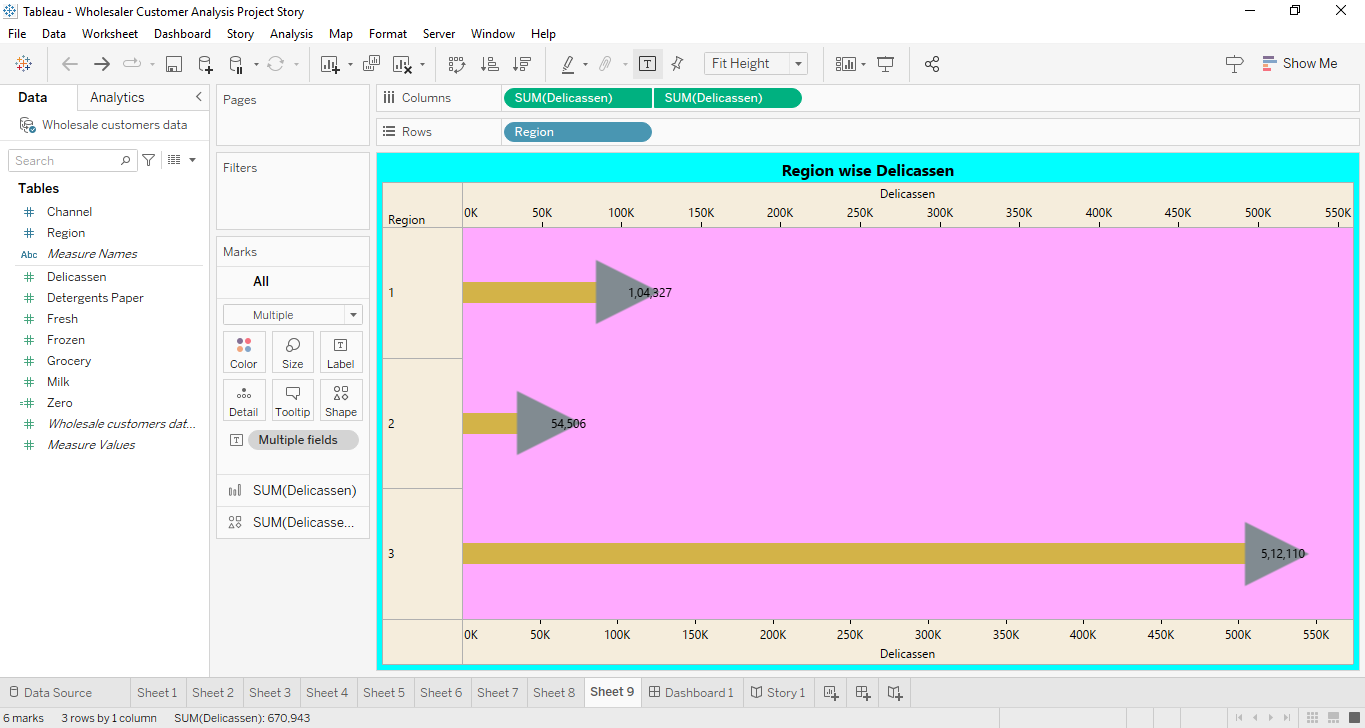 Tableau - Wholesaler Customer Analysis Project Story
File Data Worksheet Dashboard Story Analysis Map Format Server Window Help
Fit Height
Show Me
Data Analytics
Wholesale customers data
Search
Tables
Channel
Region
Abc Measure Names
Delicassen
Detergents Paper
Fresh
Frozen
Grocery
Milk
Zero
Wholesale customers dat...
Measure Values
Pages
Filters
Marks
All
Multiple
Color Size Label
Detail Tooltip Shape
Multiple fields
SUM(Delicassen)
SUM(Delicasse...
Columns SUM(Delicassen) SUM(Delicassen)
Rows Region
Region wise Delicassen
Delicassen
Region 0K 50K 100K 150K 200K 250K 300K 350K 400K 450K 500K 550K
1 1,04,327
2 54,506
3 5,12,110
0K 50K 100K 150K 200K 250K 300K 350K 400K 450K 500K 550K
Delicassen
Data Source Sheet 1 Sheet 2 Sheet 3 Sheet 4 Sheet 5 Sheet 6 Sheet 7 Sheet 8 Sheet 9 Dashboard 1 Story 1
6 marks 3 rows by 1 column SUM(Delicassen): 670,943